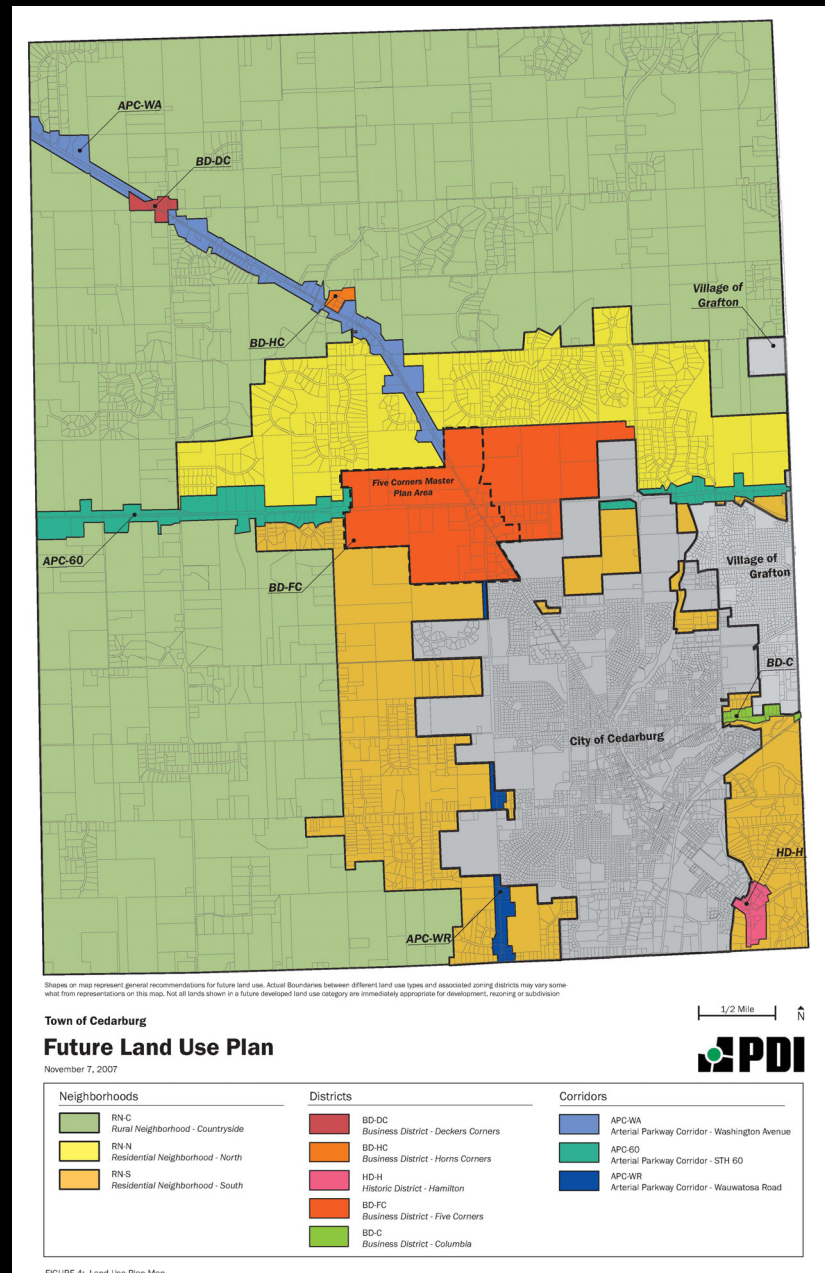 APC-WA
BD-DC
Village of
Grafton
BD-HC
Five Corners Master
Plan Area
APC-60
BD-FC
Village of
Grafton
BD-C
City of Cedarburg
HD-H
APC-WR
Shapes on map represent general recommendations for future land use. Actual Boundaries between different land use types and associated zoning districts may vary some-
what from representations on this map. Not all lands shown in a future developed land use category are immediately appropriate for development, rezoning or subdivision
1/2 Mile
N
Town of Cedarburg
Future Land Use Plan
November 7, 2007
PDI
Neighborhoods
RN-C
Rural Neighborhood - Countryside
RN-N
Residential Neighborhood - North
RN-S
Residential Neighborhood - South
Districts
BD-DC
Business District - Deckers Corners
BD-HC
Business District - Horns Corners
HD-H
Historic District - Hamilton
BD-FC
Business District - Five Corners
BD-C
Business District - Columbia
Corridors
APC-WA
Arterial Parkway Corridor - Washington Avenue
APC-60
Arterial Parkway Corridor - STH 60
APC-WR
Arterial Parkway Corridor - Wauwatosa Road
FIGURE 4: Land Use Plan Map